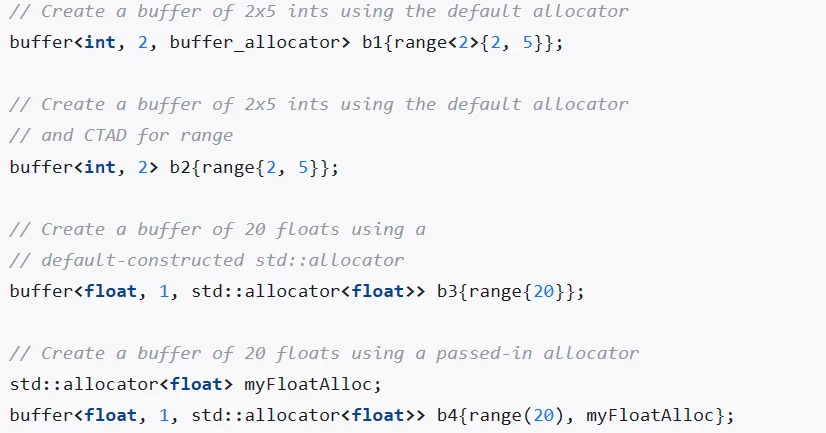 // Create a buffer of 2x5 ints using the default allocator
buffer<int, 2, buffer_allocator> b1{range<2>{2, 5}};
// Create a buffer of 2x5 ints using the default allocator
// and CTAD for range
buffer<int, 2> b2{range{2, 5}};
// Create a buffer of 20 floats using a
// default-constructed std::allocator
buffer<float, 1, std::allocator<float>> b3{range{20}};
// Create a buffer of 20 floats using a passed-in allocator
std::allocator<float> myFloatAlloc;
buffer<float, 1, std::allocator<float>> b4{range(20), myFloatAlloc};